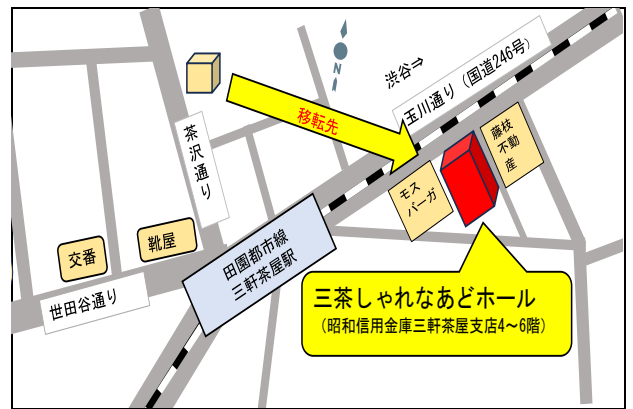 N
渋谷⇒
玉川通り（国道246号）
移転先
茶沢通り
藤枝
不動
産
モス
バーガ
交番
靴屋
田園都市線
三軒茶屋駅
世田谷通り
三茶しゃれなあどホール
（昭和信用金庫三軒茶屋支店4～6階）